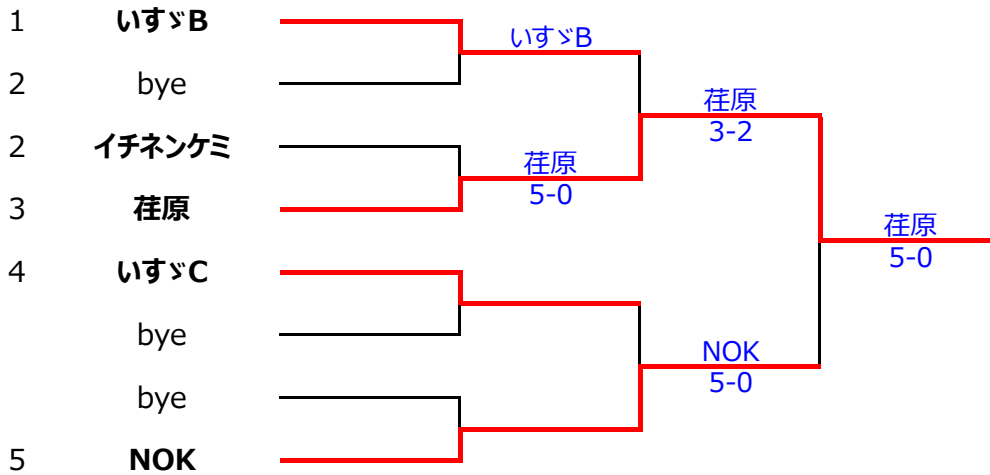 1 いすゞB
いすゞB
2 bye
荏原
3-2
2 イチネンケミ
荏原
5-0
3 荏原
荏原
5-0
4 いすゞC
bye
NOK
5-0
bye
5 NOK